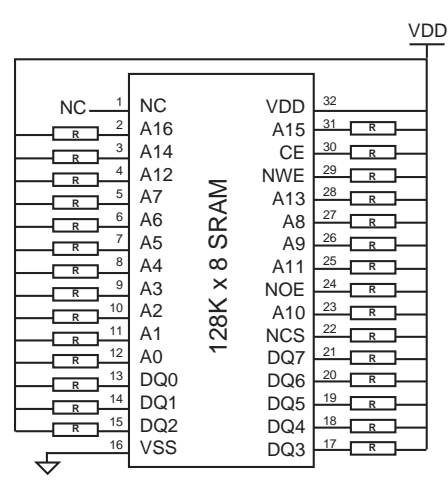 VDD
NC 1 NC VDD 32
R 2 A16 A15 31 R
R 3 A14 CE 30 R
R 4 A12 NWE 29 R
R 5 A7 A13 28 R
R 6 A6 A8 27 R
R 7 A5 A9 26 R
R 8 A4 A11 25 R
R 9 A3 NOE 24 R
R 10 A2 A10 23 R
R 11 A1 NCS 22 R
R 12 A0 DQ7 21 R
R 13 DQ0 DQ6 20 R
R 14 DQ1 DQ5 19 R
R 15 DQ2 DQ4 18 R
16 VSS DQ3 17 R
128K x 8 SRAM